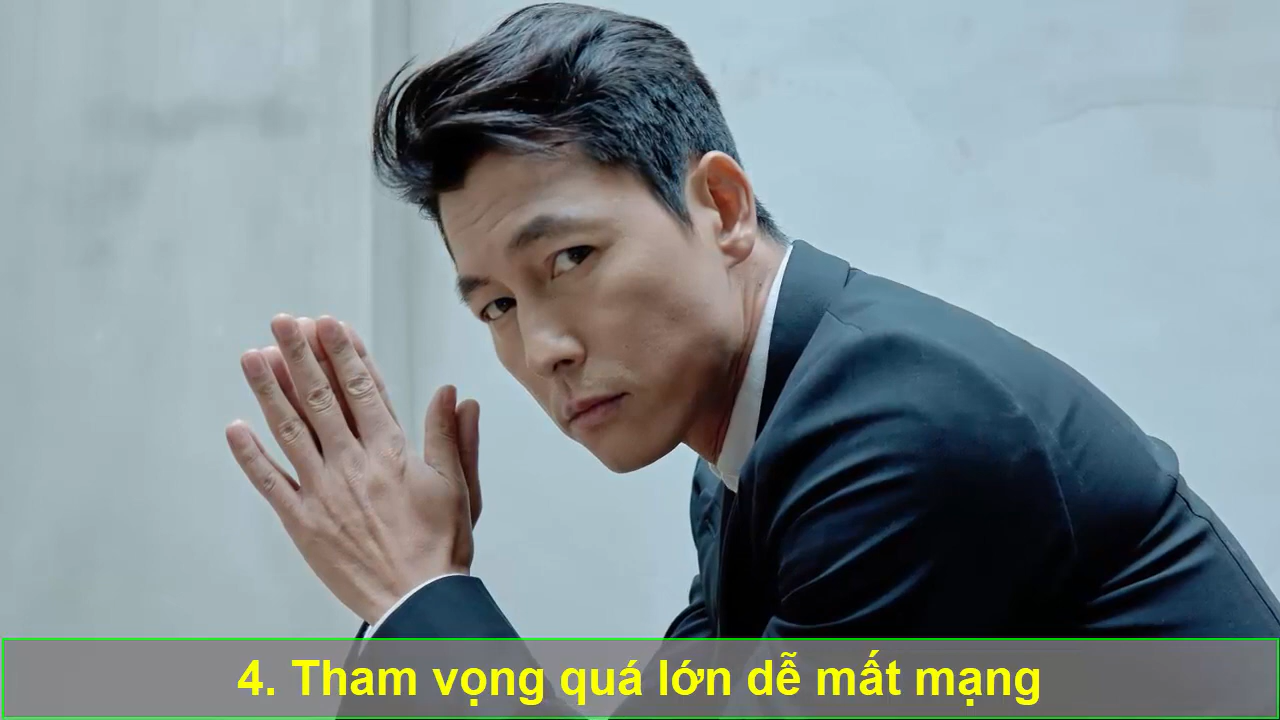 4. Tham vọng quá lớn dễ mất mạng